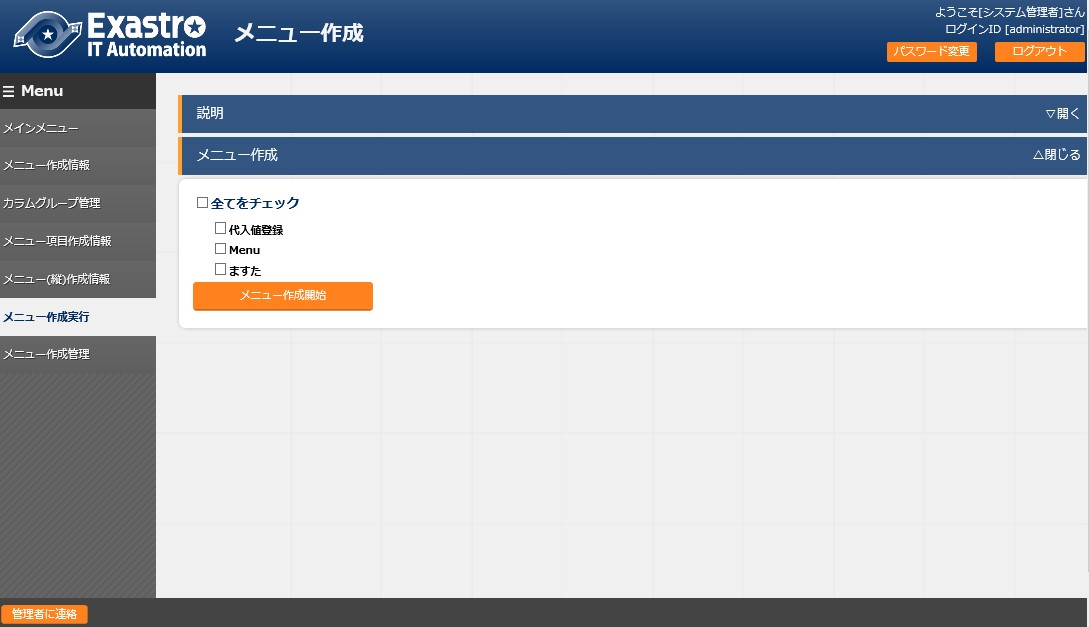 Exastro
IT Automation
メニュー作成
ようこそ[システム管理者]さん
ログインID [administrator]
パスワード変更
ログアウト
☰ Menu
メインメニュー
メニュー作成情報
カラムグループ管理
メニュー項目作成情報
メニュー(縦)作成情報
メニュー作成実行
メニュー作成管理
説明
▽開く
メニュー作成
△閉じる
全てをチェック
代入値登録
Menu
ますた
メニュー作成開始
管理者に連絡